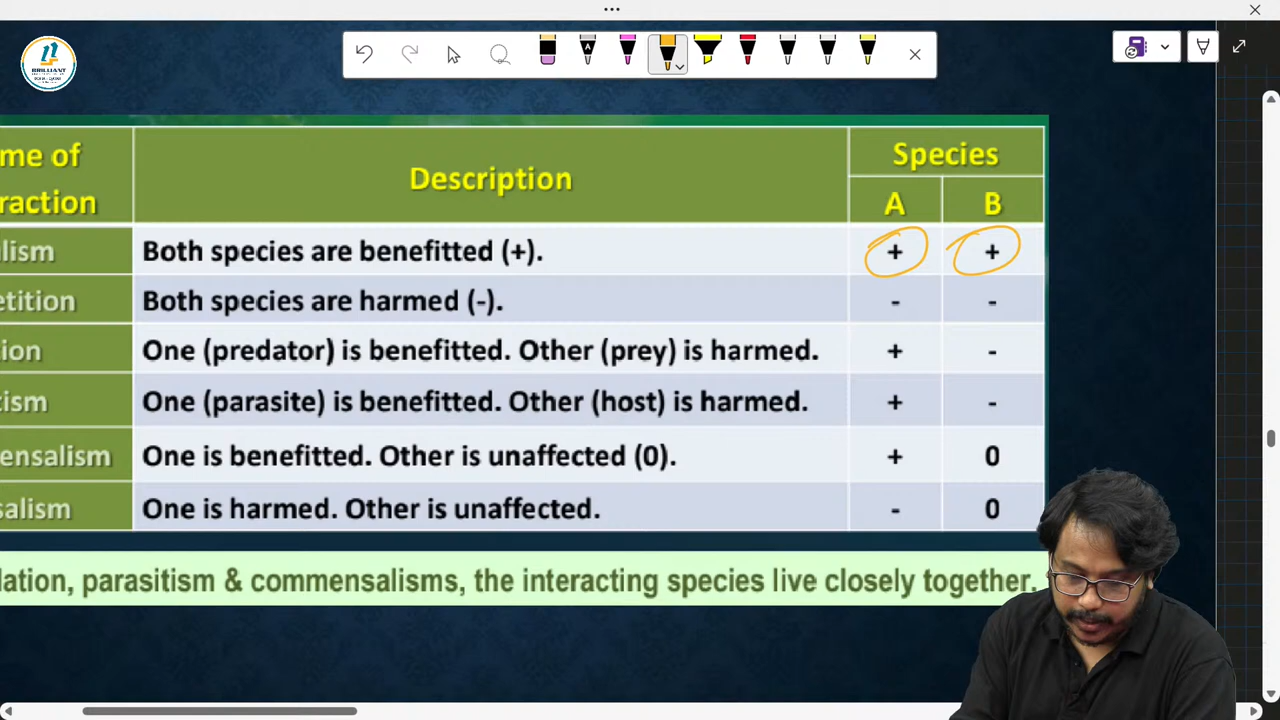 BRILLIANT
me of
raction
Description
Species
A
B
lism
Both species are benefitted (+).
+
+
etition
Both species are harmed (-).
-
-
ion
One (predator) is benefitted. Other (prey) is harmed.
+
-
ism
One (parasite) is benefitted. Other (host) is harmed.
+
-
ensalism
One is benefitted. Other is unaffected (0).
+
0
salism
One is harmed. Other is unaffected.
-
0
lation, parasitism & commensalisms, the interacting species live closely together.